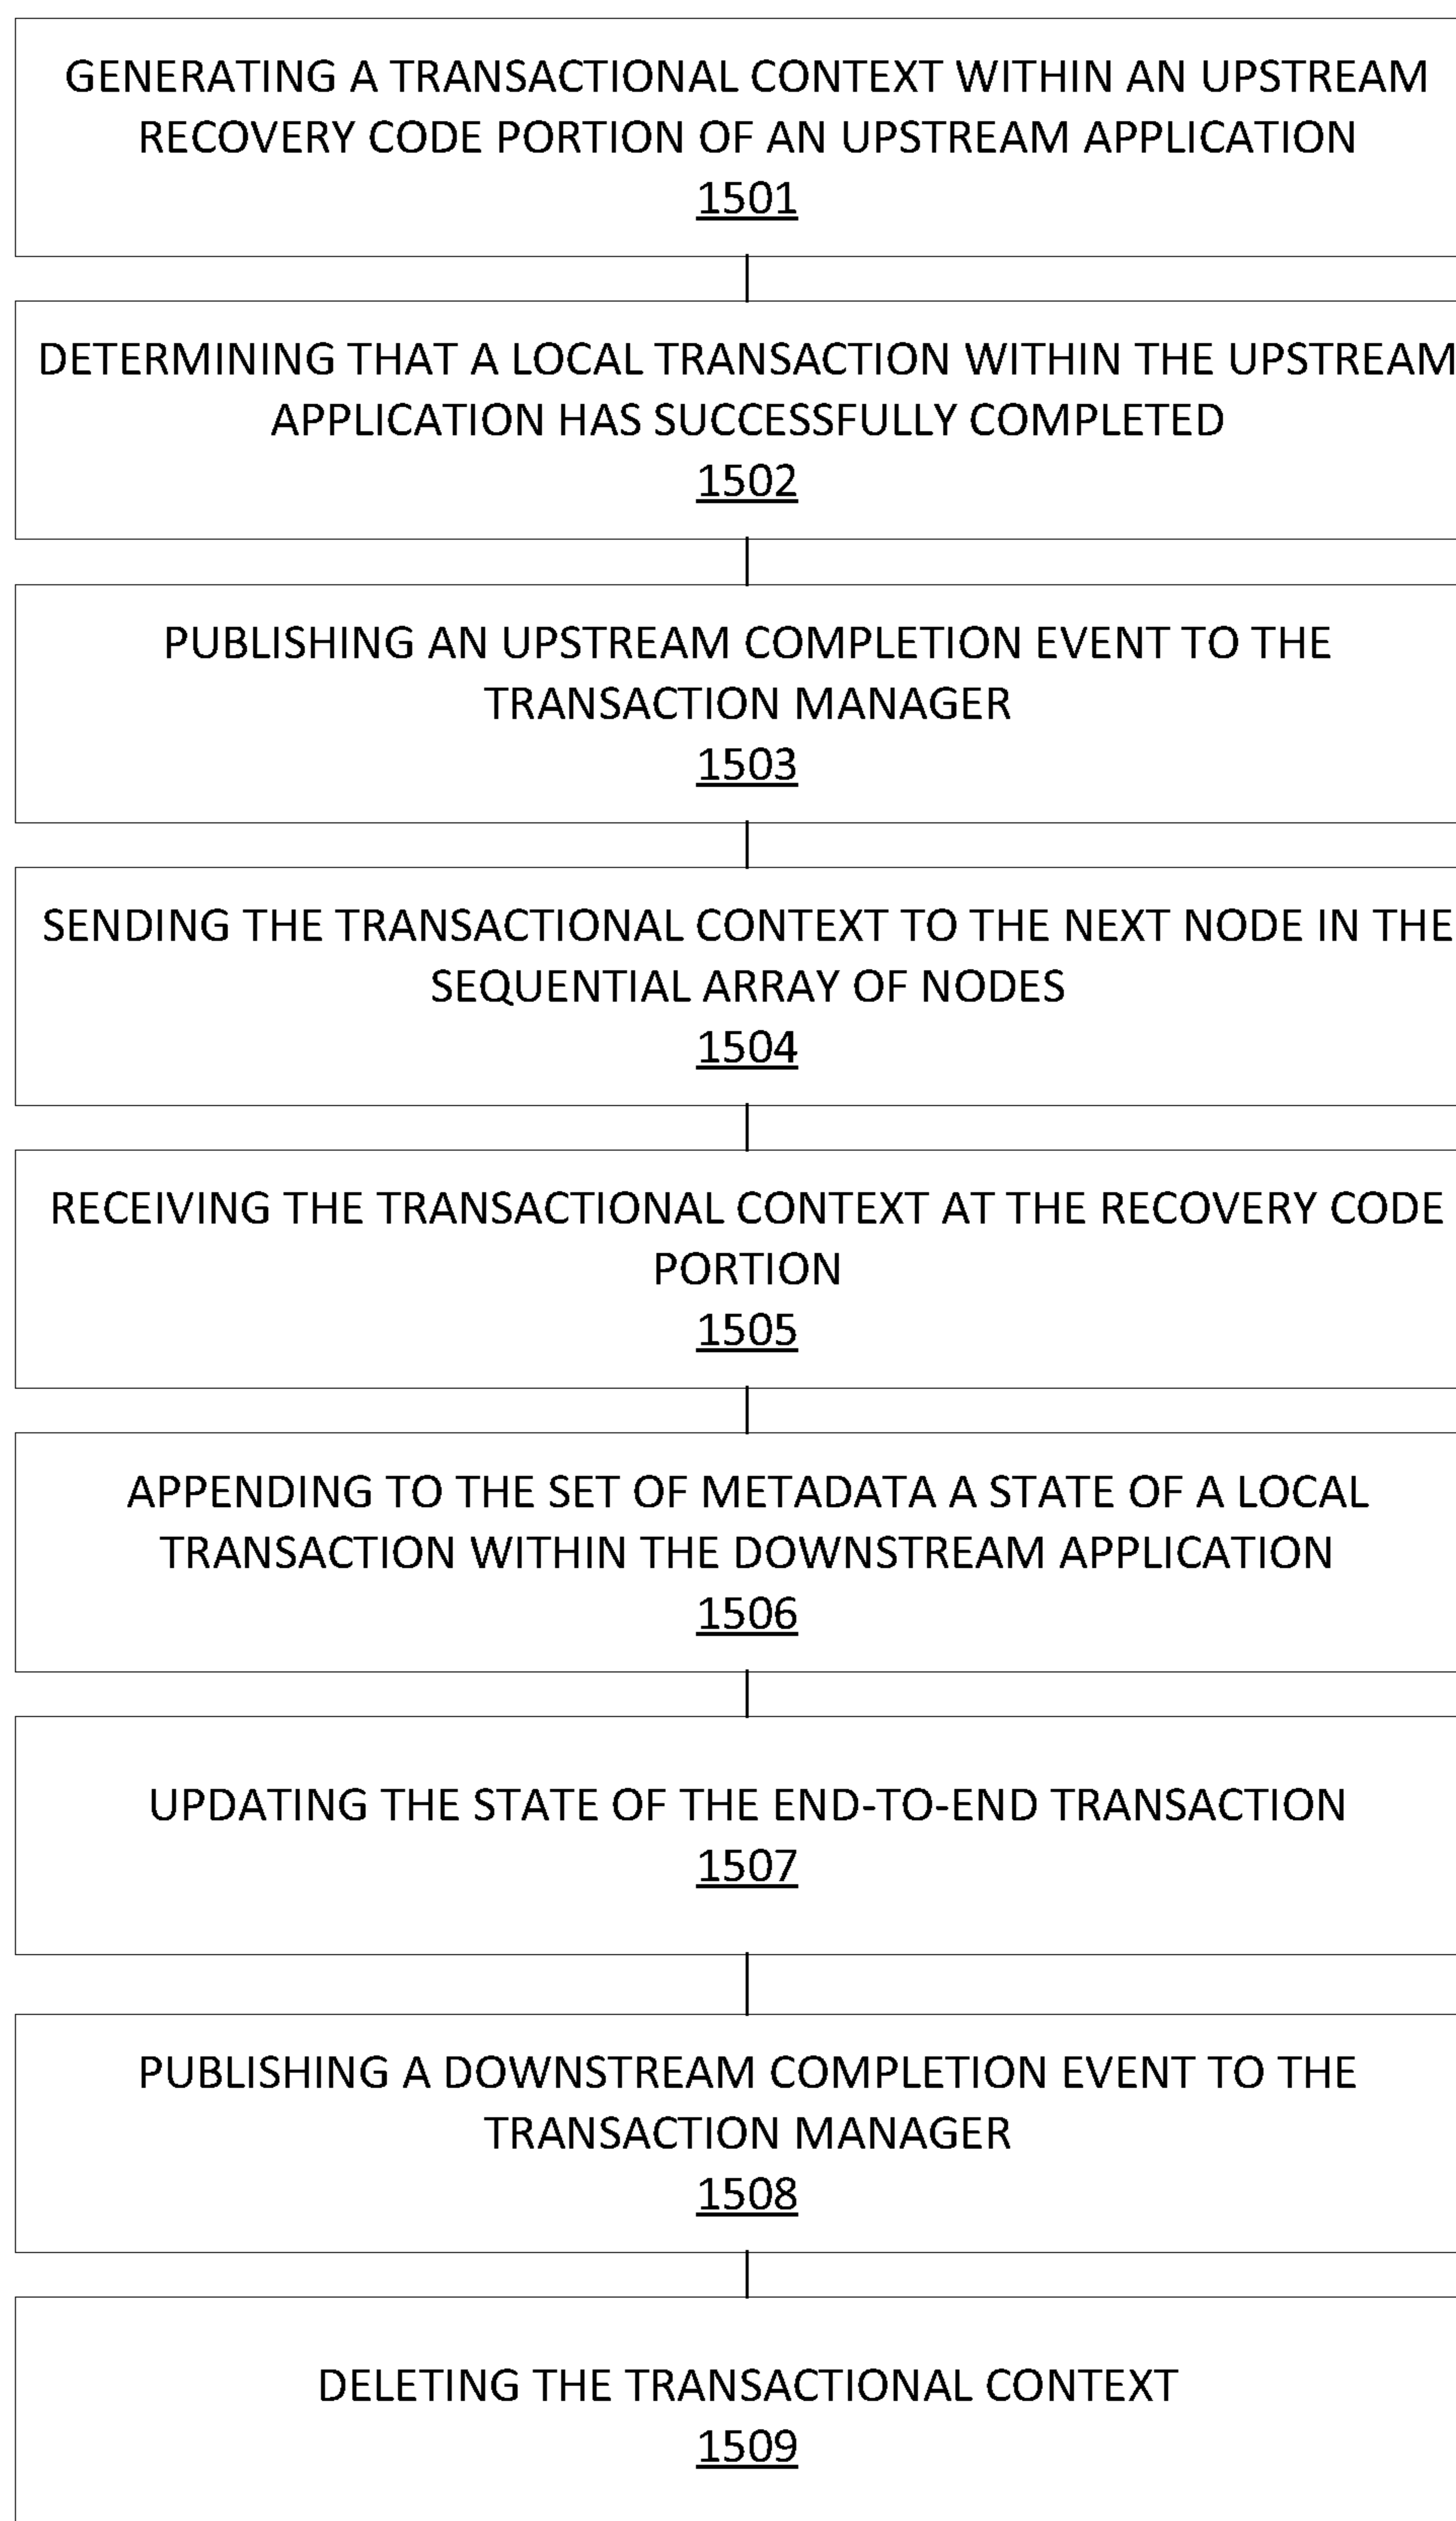 GENERATING A TRANSACTIONAL CONTEXT WITHIN AN UPSTREAM
RECOVERY CODE PORTION OF AN UPSTREAM APPLICATION
1501
DETERMINING THAT A LOCAL TRANSACTION WITHIN THE UPSTREAM
APPLICATION HAS SUCCESSFULLY COMPLETED
1502
PUBLISHING AN UPSTREAM COMPLETION EVENT TO THE
TRANSACTION MANAGER
1503
SENDING THE TRANSACTIONAL CONTEXT TO THE NEXT NODE IN THE
SEQUENTIAL ARRAY OF NODES
1504
RECEIVING THE TRANSACTIONAL CONTEXT AT THE RECOVERY CODE
PORTION
1505
APPENDING TO THE SET OF METADATA A STATE OF A LOCAL
TRANSACTION WITHIN THE DOWNSTREAM APPLICATION
1506
UPDATING THE STATE OF THE END-TO-END TRANSACTION
1507
PUBLISHING A DOWNSTREAM COMPLETION EVENT TO THE
TRANSACTION MANAGER
1508
DELETING THE TRANSACTIONAL CONTEXT
1509